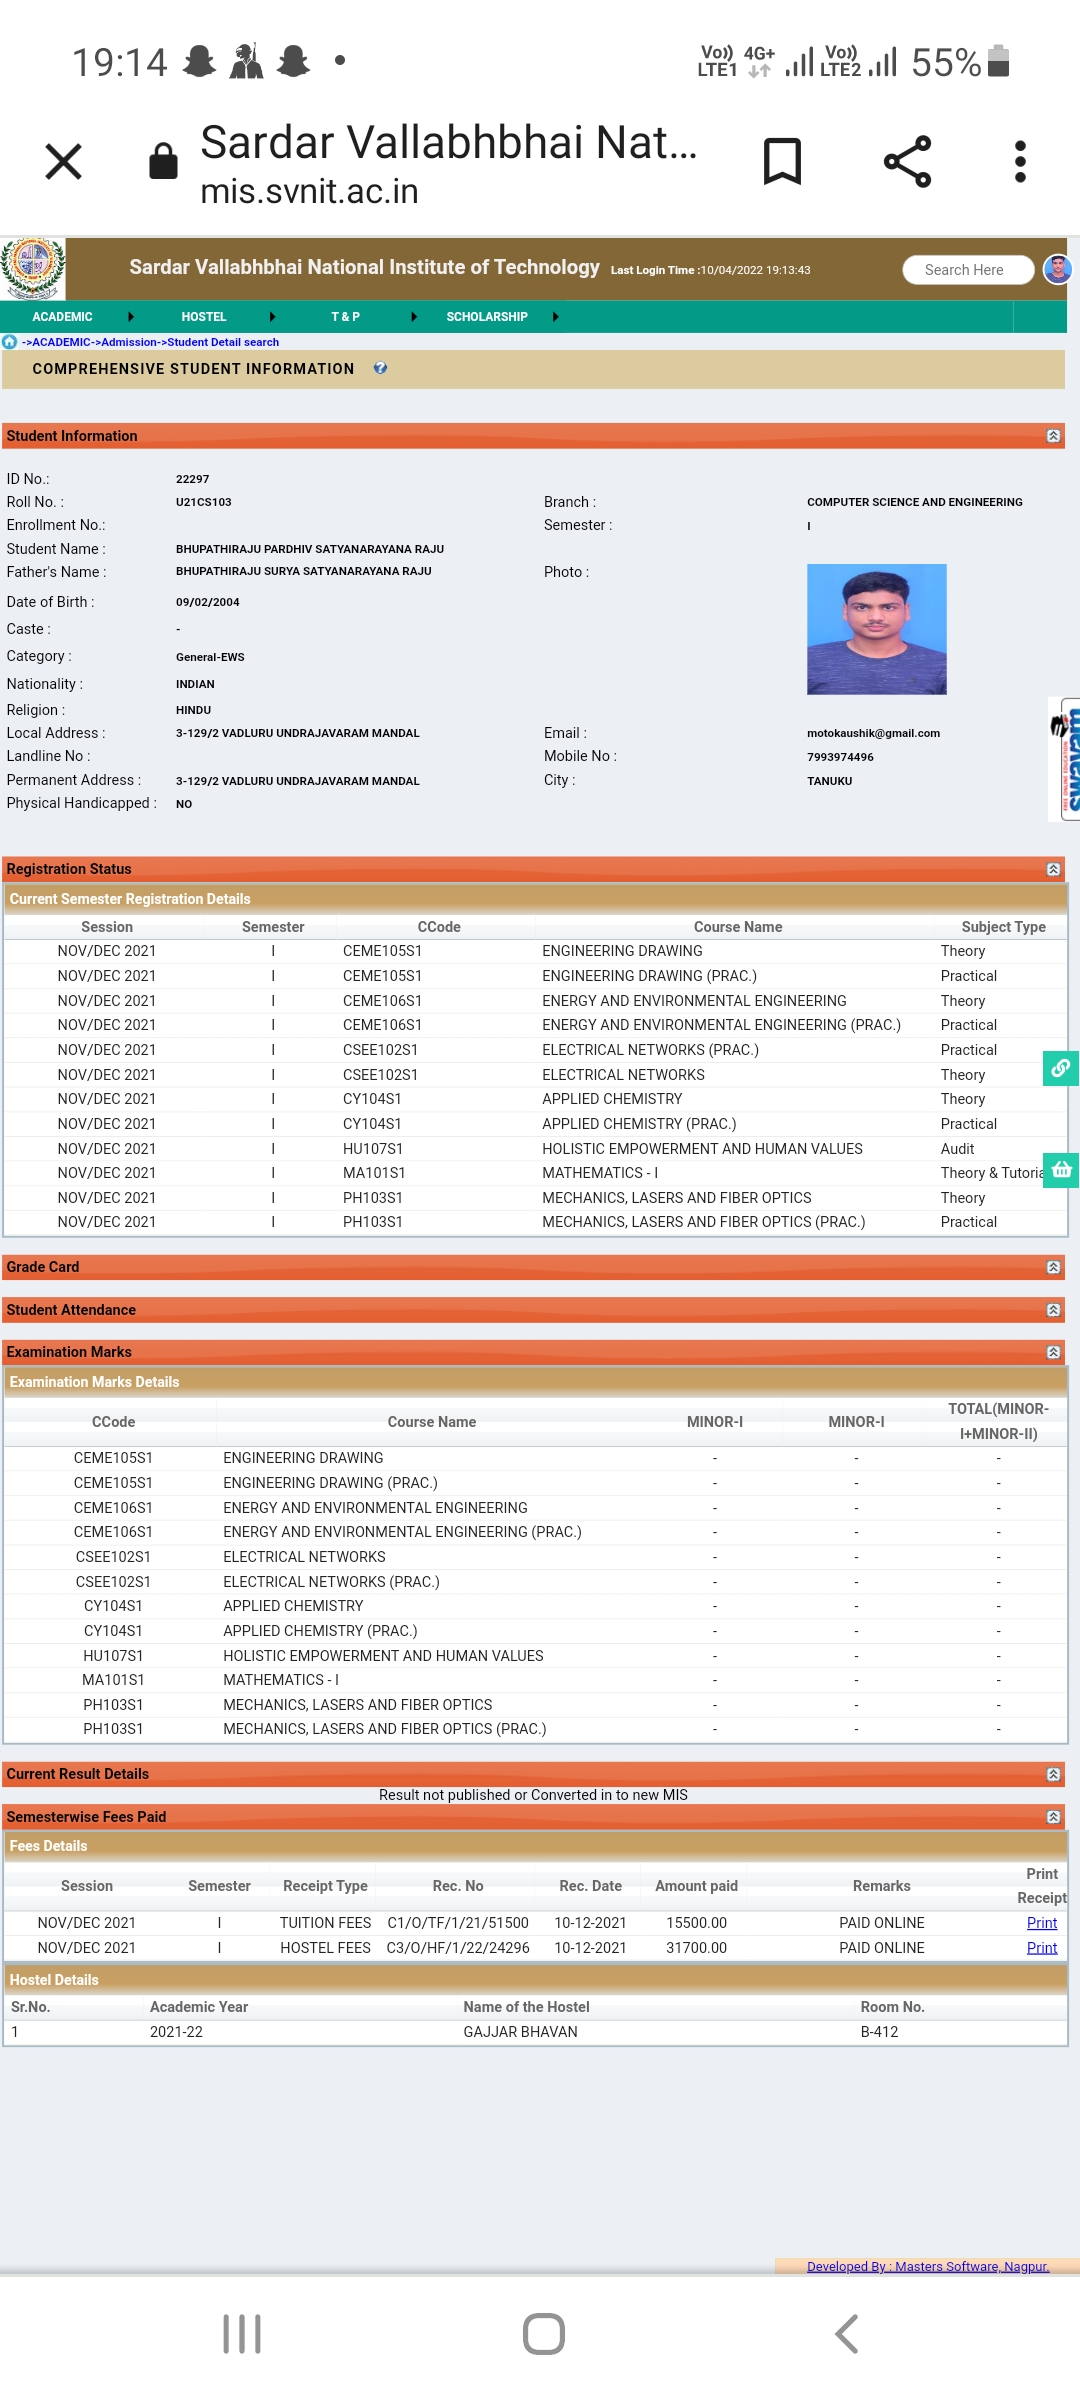 19:14
Vo)) LTE1 4G+ Vo)) LTE2 55%
Sardar Vallabhbhai Nat...
mis.svnit.ac.in
Sardar Vallabhbhai National Institute of Technology Last Login Time :10/04/2022 19:13:43 Search Here
ACADEMIC HOSTEL T & P SCHOLARSHIP
->ACADEMIC->Admission->Student Detail search
COMPREHENSIVE STUDENT INFORMATION
Student Information
ID No.: 22297
Roll No. : U21CS103 Branch : COMPUTER SCIENCE AND ENGINEERING
Enrollment No.: Semester : I
Student Name : BHUPATHIRAJU PARDHIV SATYANARAYANA RAJU
Father's Name : BHUPATHIRAJU SURYA SATYANARAYANA RAJU Photo :
Date of Birth : 09/02/2004
Caste : -
Category : General-EWS
Nationality : INDIAN
Religion : HINDU
Local Address : 3-129/2 VADLURU UNDRAJAVARAM MANDAL Email : motokaushik@gmail.com
Landline No : Mobile No : 7993974496
Permanent Address : 3-129/2 VADLURU UNDRAJAVARAM MANDAL City : TANUKU
Physical Handicapped : NO
Registration Status
Current Semester Registration Details
Session Semester CCode Course Name Subject Type
NOV/DEC 2021 I CEME105S1 ENGINEERING DRAWING Theory
NOV/DEC 2021 I CEME105S1 ENGINEERING DRAWING (PRAC.) Practical
NOV/DEC 2021 I CEME106S1 ENERGY AND ENVIRONMENTAL ENGINEERING Theory
NOV/DEC 2021 I CEME106S1 ENERGY AND ENVIRONMENTAL ENGINEERING (PRAC.) Practical
NOV/DEC 2021 I CSEE102S1 ELECTRICAL NETWORKS (PRAC.) Practical
NOV/DEC 2021 I CSEE102S1 ELECTRICAL NETWORKS Theory
NOV/DEC 2021 I CY104S1 APPLIED CHEMISTRY Theory
NOV/DEC 2021 I CY104S1 APPLIED CHEMISTRY (PRAC.) Practical
NOV/DEC 2021 I HU107S1 HOLISTIC EMPOWERMENT AND HUMAN VALUES Audit
NOV/DEC 2021 I MA101S1 MATHEMATICS - I Theory & Tutoria
NOV/DEC 2021 I PH103S1 MECHANICS, LASERS AND FIBER OPTICS Theory
NOV/DEC 2021 I PH103S1 MECHANICS, LASERS AND FIBER OPTICS (PRAC.) Practical
Grade Card
Student Attendance
Examination Marks
Examination Marks Details
CCode Course Name MINOR-I MINOR-I TOTAL(MINOR-
I+MINOR-II)
CEME105S1 ENGINEERING DRAWING - - -
CEME105S1 ENGINEERING DRAWING (PRAC.) - - -
CEME106S1 ENERGY AND ENVIRONMENTAL ENGINEERING - - -
CEME106S1 ENERGY AND ENVIRONMENTAL ENGINEERING (PRAC.) - - -
CSEE102S1 ELECTRICAL NETWORKS - - -
CSEE102S1 ELECTRICAL NETWORKS (PRAC.) - - -
CY104S1 APPLIED CHEMISTRY - - -
CY104S1 APPLIED CHEMISTRY (PRAC.) - - -
HU107S1 HOLISTIC EMPOWERMENT AND HUMAN VALUES - - -
MA101S1 MATHEMATICS - I - - -
PH103S1 MECHANICS, LASERS AND FIBER OPTICS - - -
PH103S1 MECHANICS, LASERS AND FIBER OPTICS (PRAC.) - - -
Current Result Details
Result not published or Converted in to new MIS
Semesterwise Fees Paid
Fees Details
Session Semester Receipt Type Rec. No Rec. Date Amount paid Remarks Print
Receipt
NOV/DEC 2021 I TUITION FEES C1/O/TF/1/21/51500 10-12-2021 15500.00 PAID ONLINE Print
NOV/DEC 2021 I HOSTEL FEES C3/O/HF/1/22/24296 10-12-2021 31700.00 PAID ONLINE Print
Hostel Details
Sr.No. Academic Year Name of the Hostel Room No.
1 2021-22 GAJJAR BHAVAN B-412
Developed By : Masters Software, Nagpur.